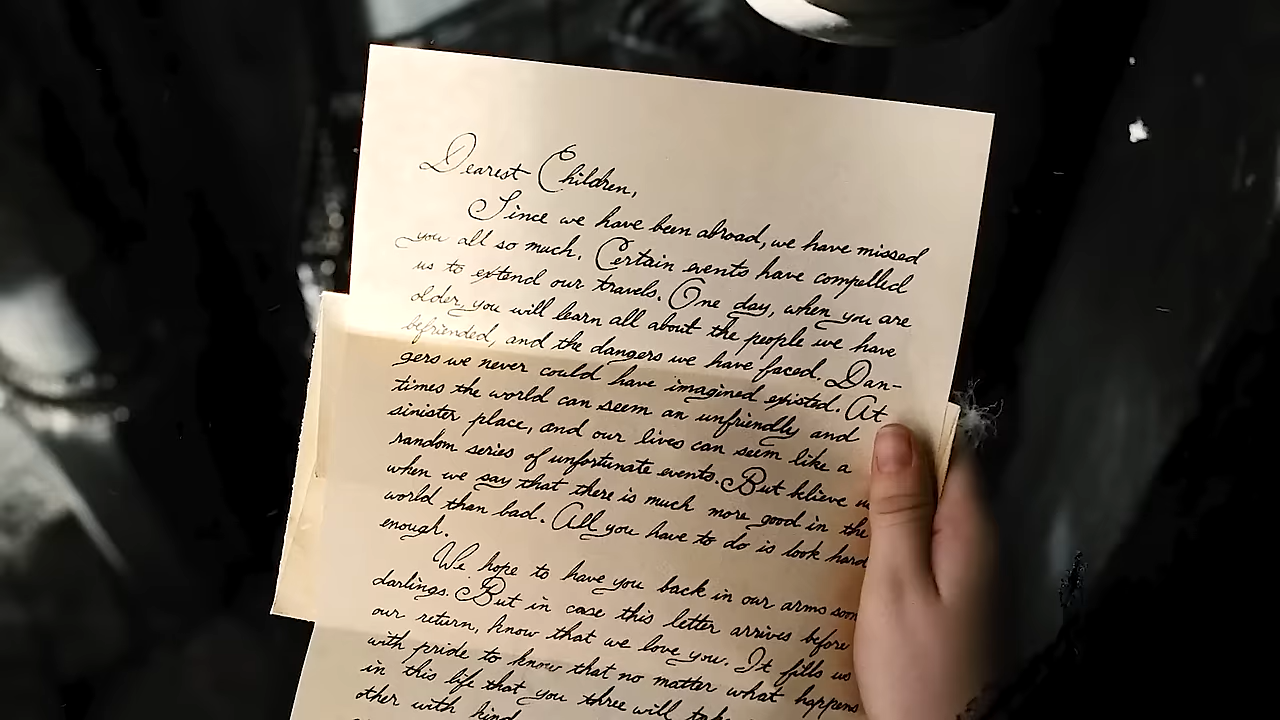 Dearest Children,
Since we have been abroad, we have missed
you all so much. Certain events have compelled
us to extend our travels. One day, when you are
older, you will learn all about the people we have
befriended, and the dangers we have faced. Dan-
gers we never could have imagined existed. At
times the world can seem an unfriendly and
sinister place, and our lives can seem like a
random series of unfortunate events. But believe
when we say that there is much more good in the
world than bad. All you have to do is look hard
enough.
We hope to have you back in our arms soon
darlings. But in case this letter arrives before
our return, know that we love you. It fills us
with pride to know that no matter what happens
in this life that you three will
other with kind